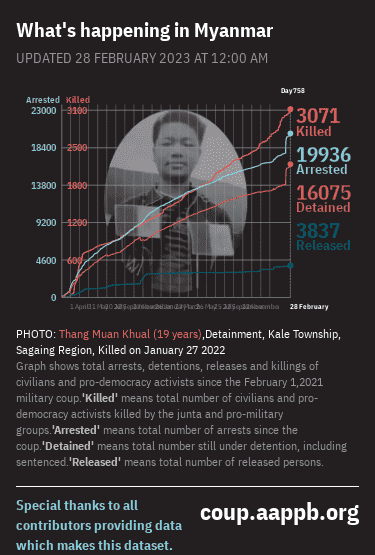 What's happening in Myanmar
UPDATED 28 FEBRUARY 2023 AT 12:00 AM
Day758
Arrested Killed
23000 3100
18400 2500
13800 1800
9200 1200
4600 600
0
3071
Killed
19936
Arrested
16075
Detained
3837
Released
28 February
PHOTO: Thang Muan Khual (19 years),Detainment, Kale Township,
Sagaing Region, Killed on January 27 2022
Graph shows total arrests, detentions, releases and killings of
civilians and pro-democracy activists since the February 1,2021
military coup.'Killed' means total number of civilians and pro-
democracy activists killed by the junta and pro-military
groups.'Arrested' means total number of arrests since the
coup.'Detained' means total number still under detention, including
sentenced.'Released' means total number of released persons.
Special thanks to all
contributors providing data
which makes this dataset.
coup.aappb.org